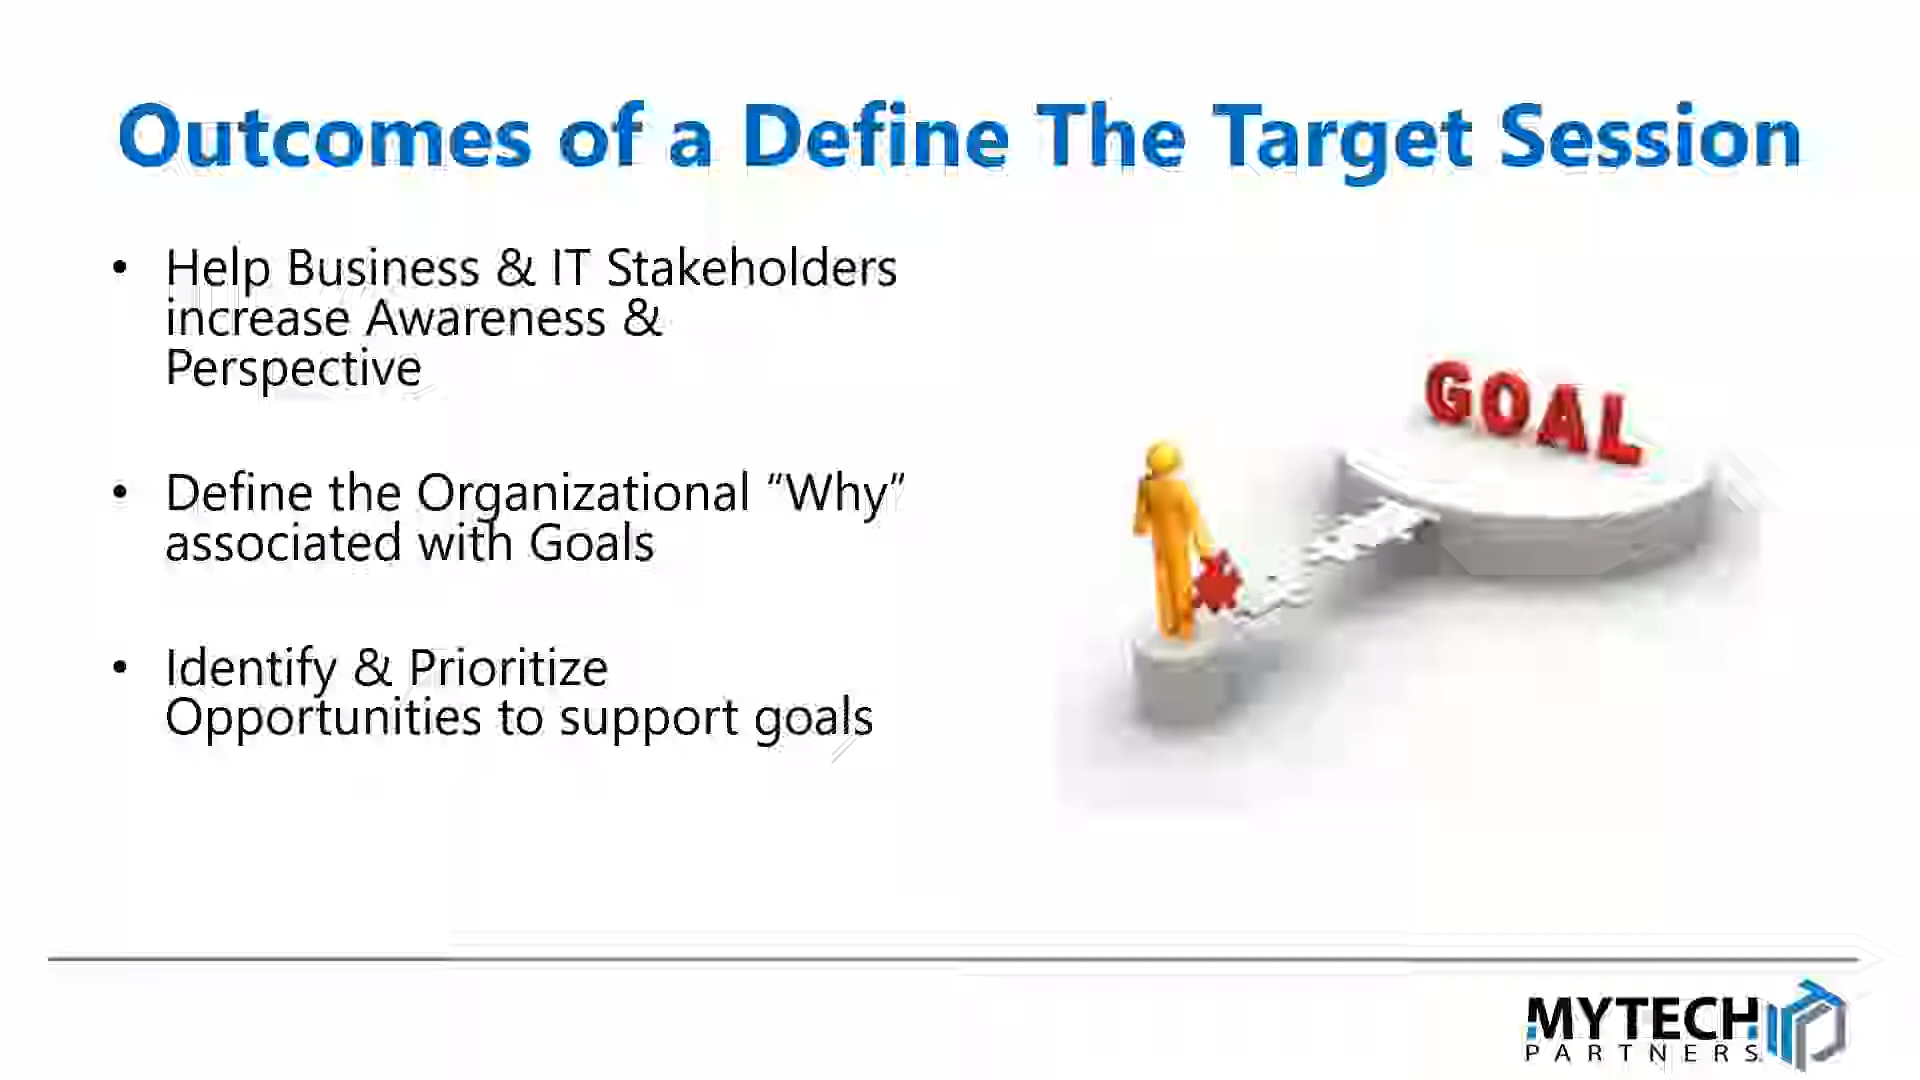 Outcomes of a Define The Target Session
• Help Business & IT Stakeholders
increase Awareness &
Perspective
• Define the Organizational “Why”
associated with Goals
• Identify & Prioritize
Opportunities to support goals
GOAL
MYTECH
PARTNERS